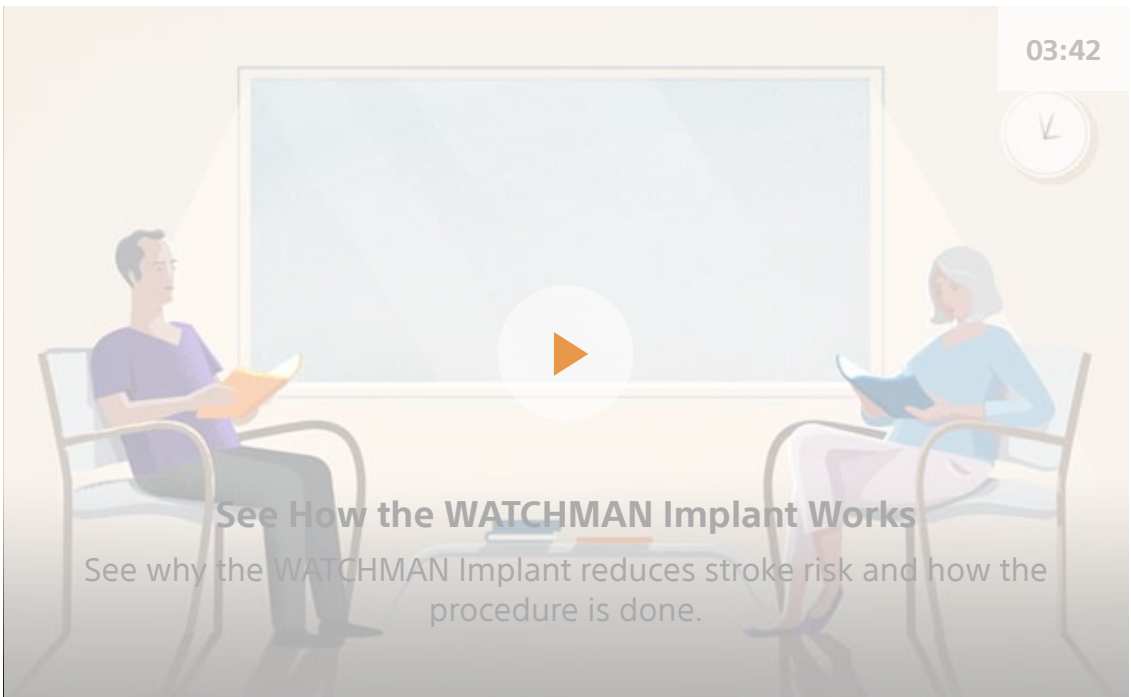 03:42
See How the WATCHMAN Implant Works
See why the WATCHMAN Implant reduces stroke risk and how the
procedure is done.